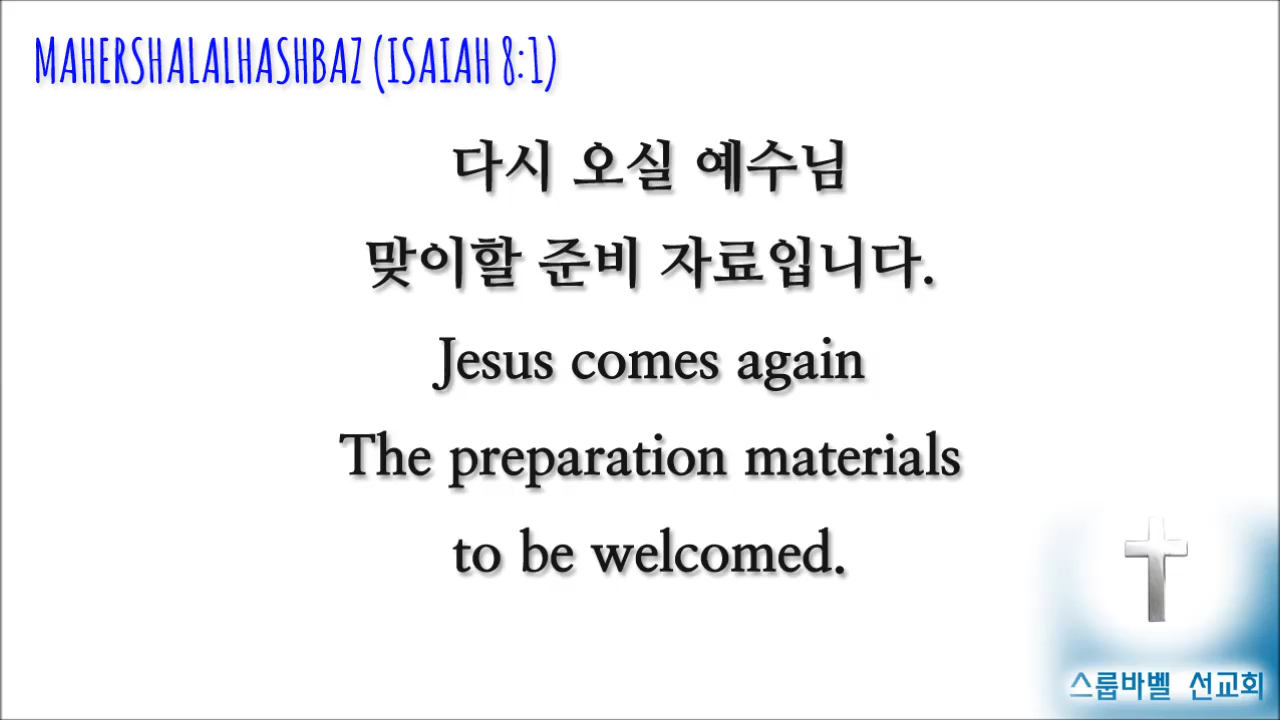 MAHERSHALALHASHBAZ (ISAIAH 8:1)
다시 오실 예수님
맞이할 준비 자료입니다.
Jesus comes again
The preparation materials
to be welcomed.
스룹바벨 선교회